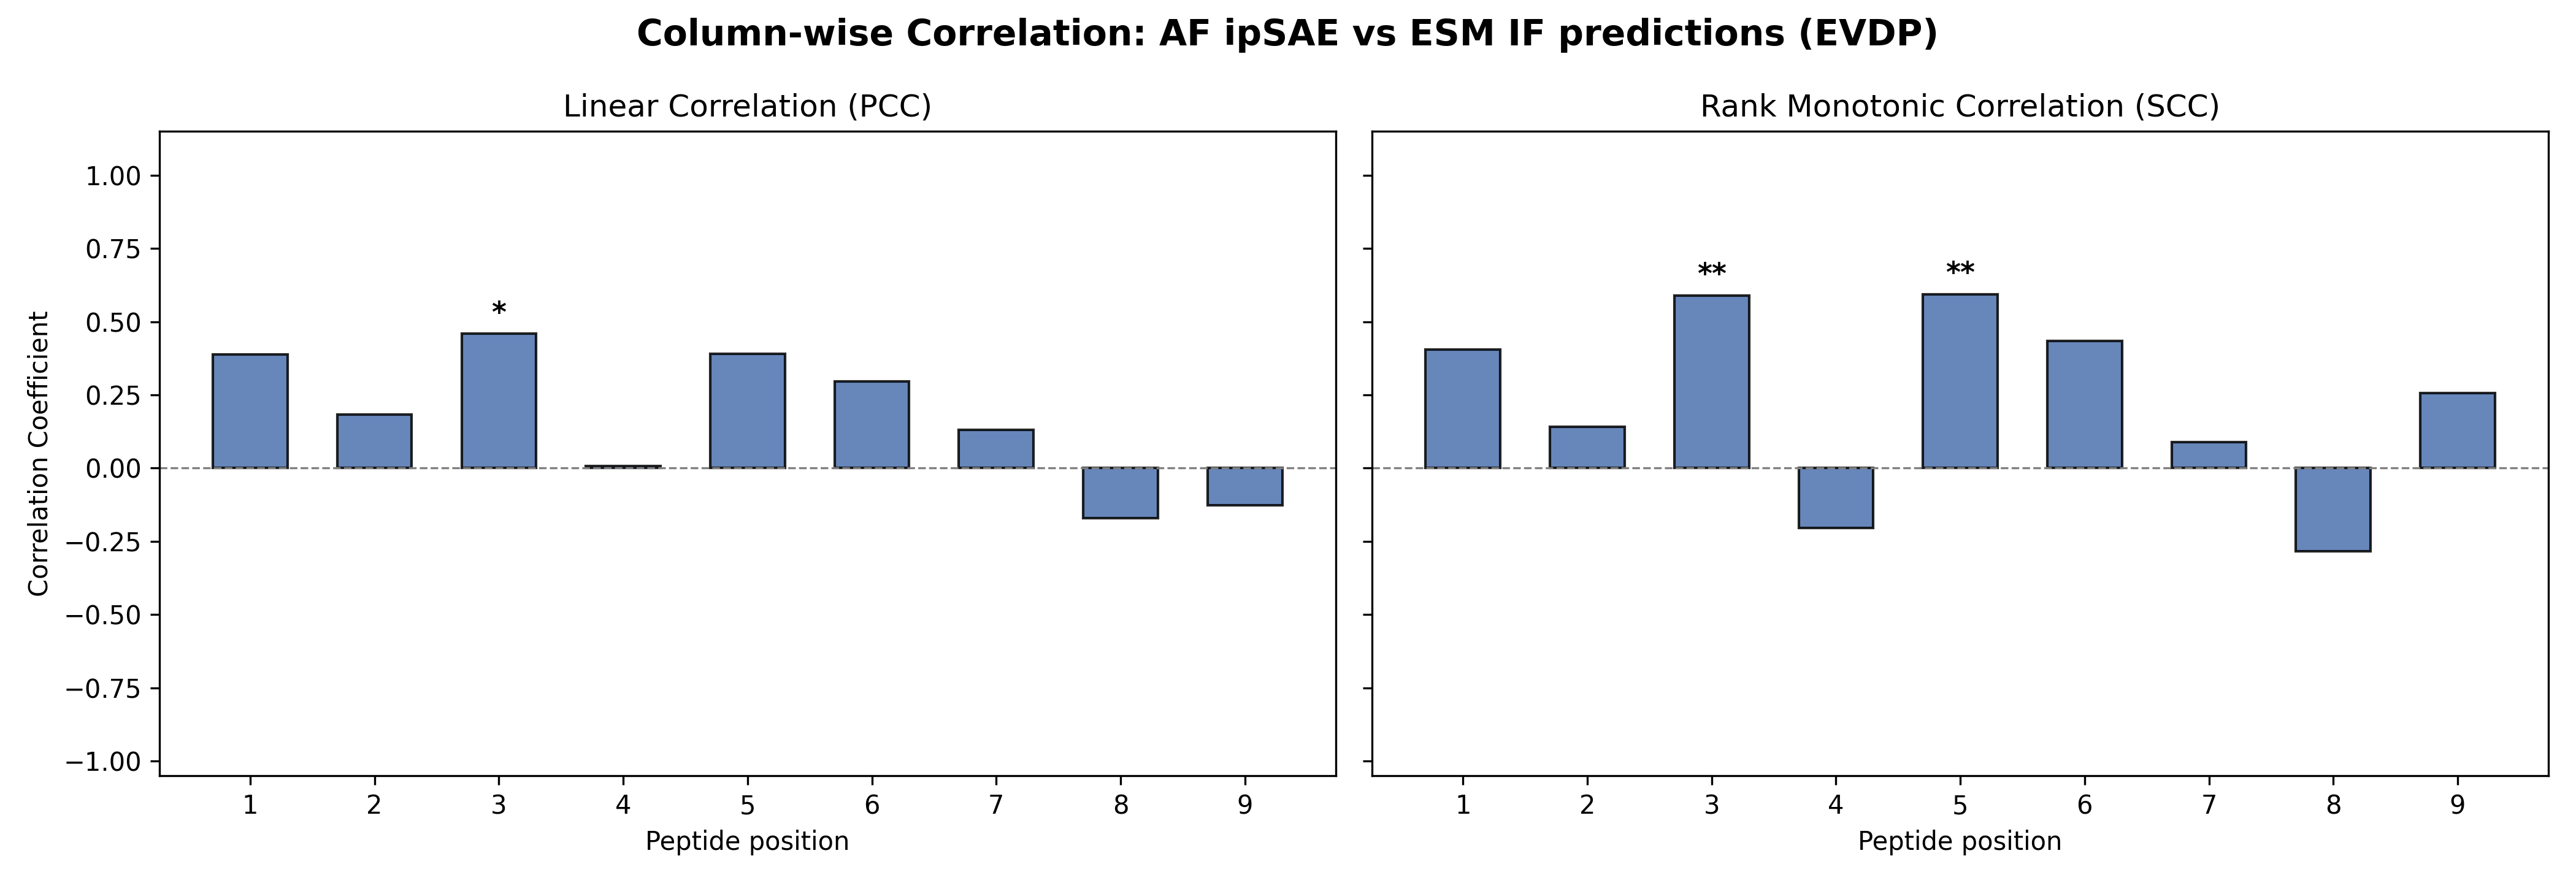 Column-wise Correlation: AF ipSAE vs ESM IF predictions (EVDP)
Linear Correlation (PCC)
Correlation Coefficient
1.00
0.75
0.50
0.25
0.00
−0.25
−0.50
−0.75
−1.00
*
1 2 3 4 5 6 7 8 9
Peptide position
Rank Monotonic Correlation (SCC)
** **
1 2 3 4 5 6 7 8 9
Peptide position